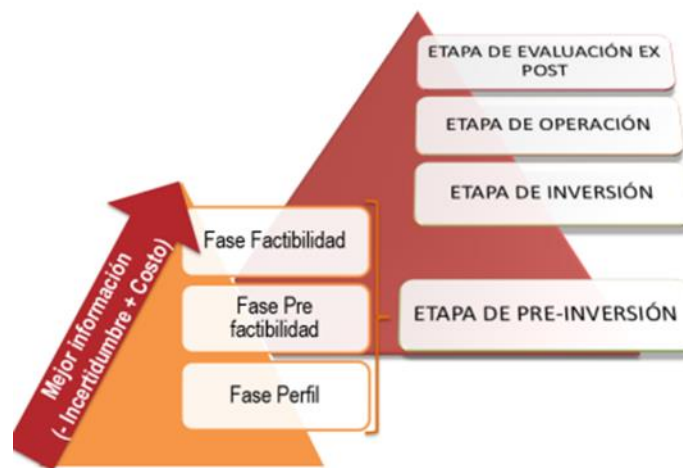 ETAPA DE EVALUACIÓN EX
POST
ETAPA DE OPERACIÓN
ETAPA DE INVERSIÓN
ETAPA DE PRE-INVERSIÓN
Fase Factibilidad
Fase Pre
factibilidad
Fase Perfil
Mejor información
(- Incertidumbre + Costo)